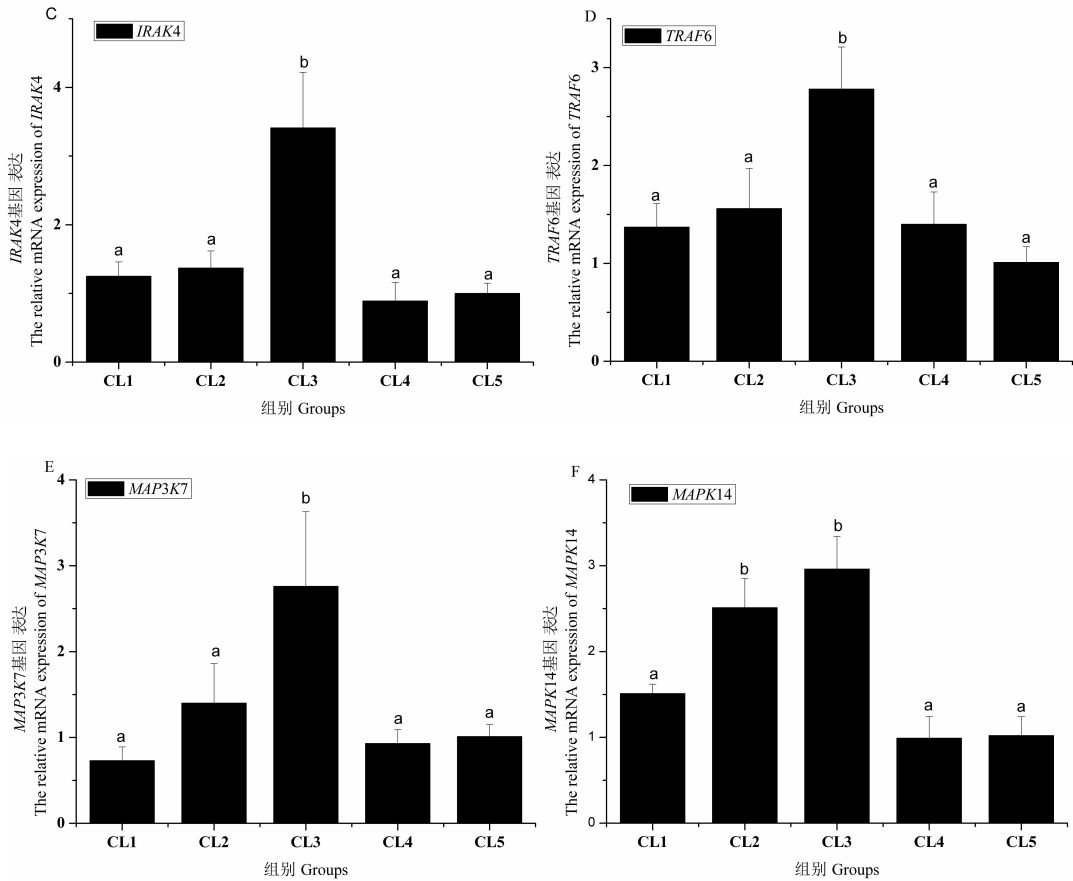 C
IRAK4
b
4
a
a
2
a
a
0
IRAK4基因 表达
The relative mRNA expression of IRAK4
CL1 CL2 CL3 CL4 CL5
组别 Groups
D
TRAF6
b
3
a
2
a
a
a
1
0
TRAF6基因 表达
The relative mRNA expression of TRAF6
CL1 CL2 CL3 CL4 CL5
组别 Groups
E
MAP3K7
4
b
3
a
2
a
a
a
1
0
MAP3K7基因 表达
The relative mRNA expression of MAP3K7
CL1 CL2 CL3 CL4 CL5
组别 Groups
F
MAPK14
4
b
b
3
a
2
a
a
1
0
MAPK14基因 表达
The relative mRNA expression of MAPK14
CL1 CL2 CL3 CL4 CL5
组别 Groups